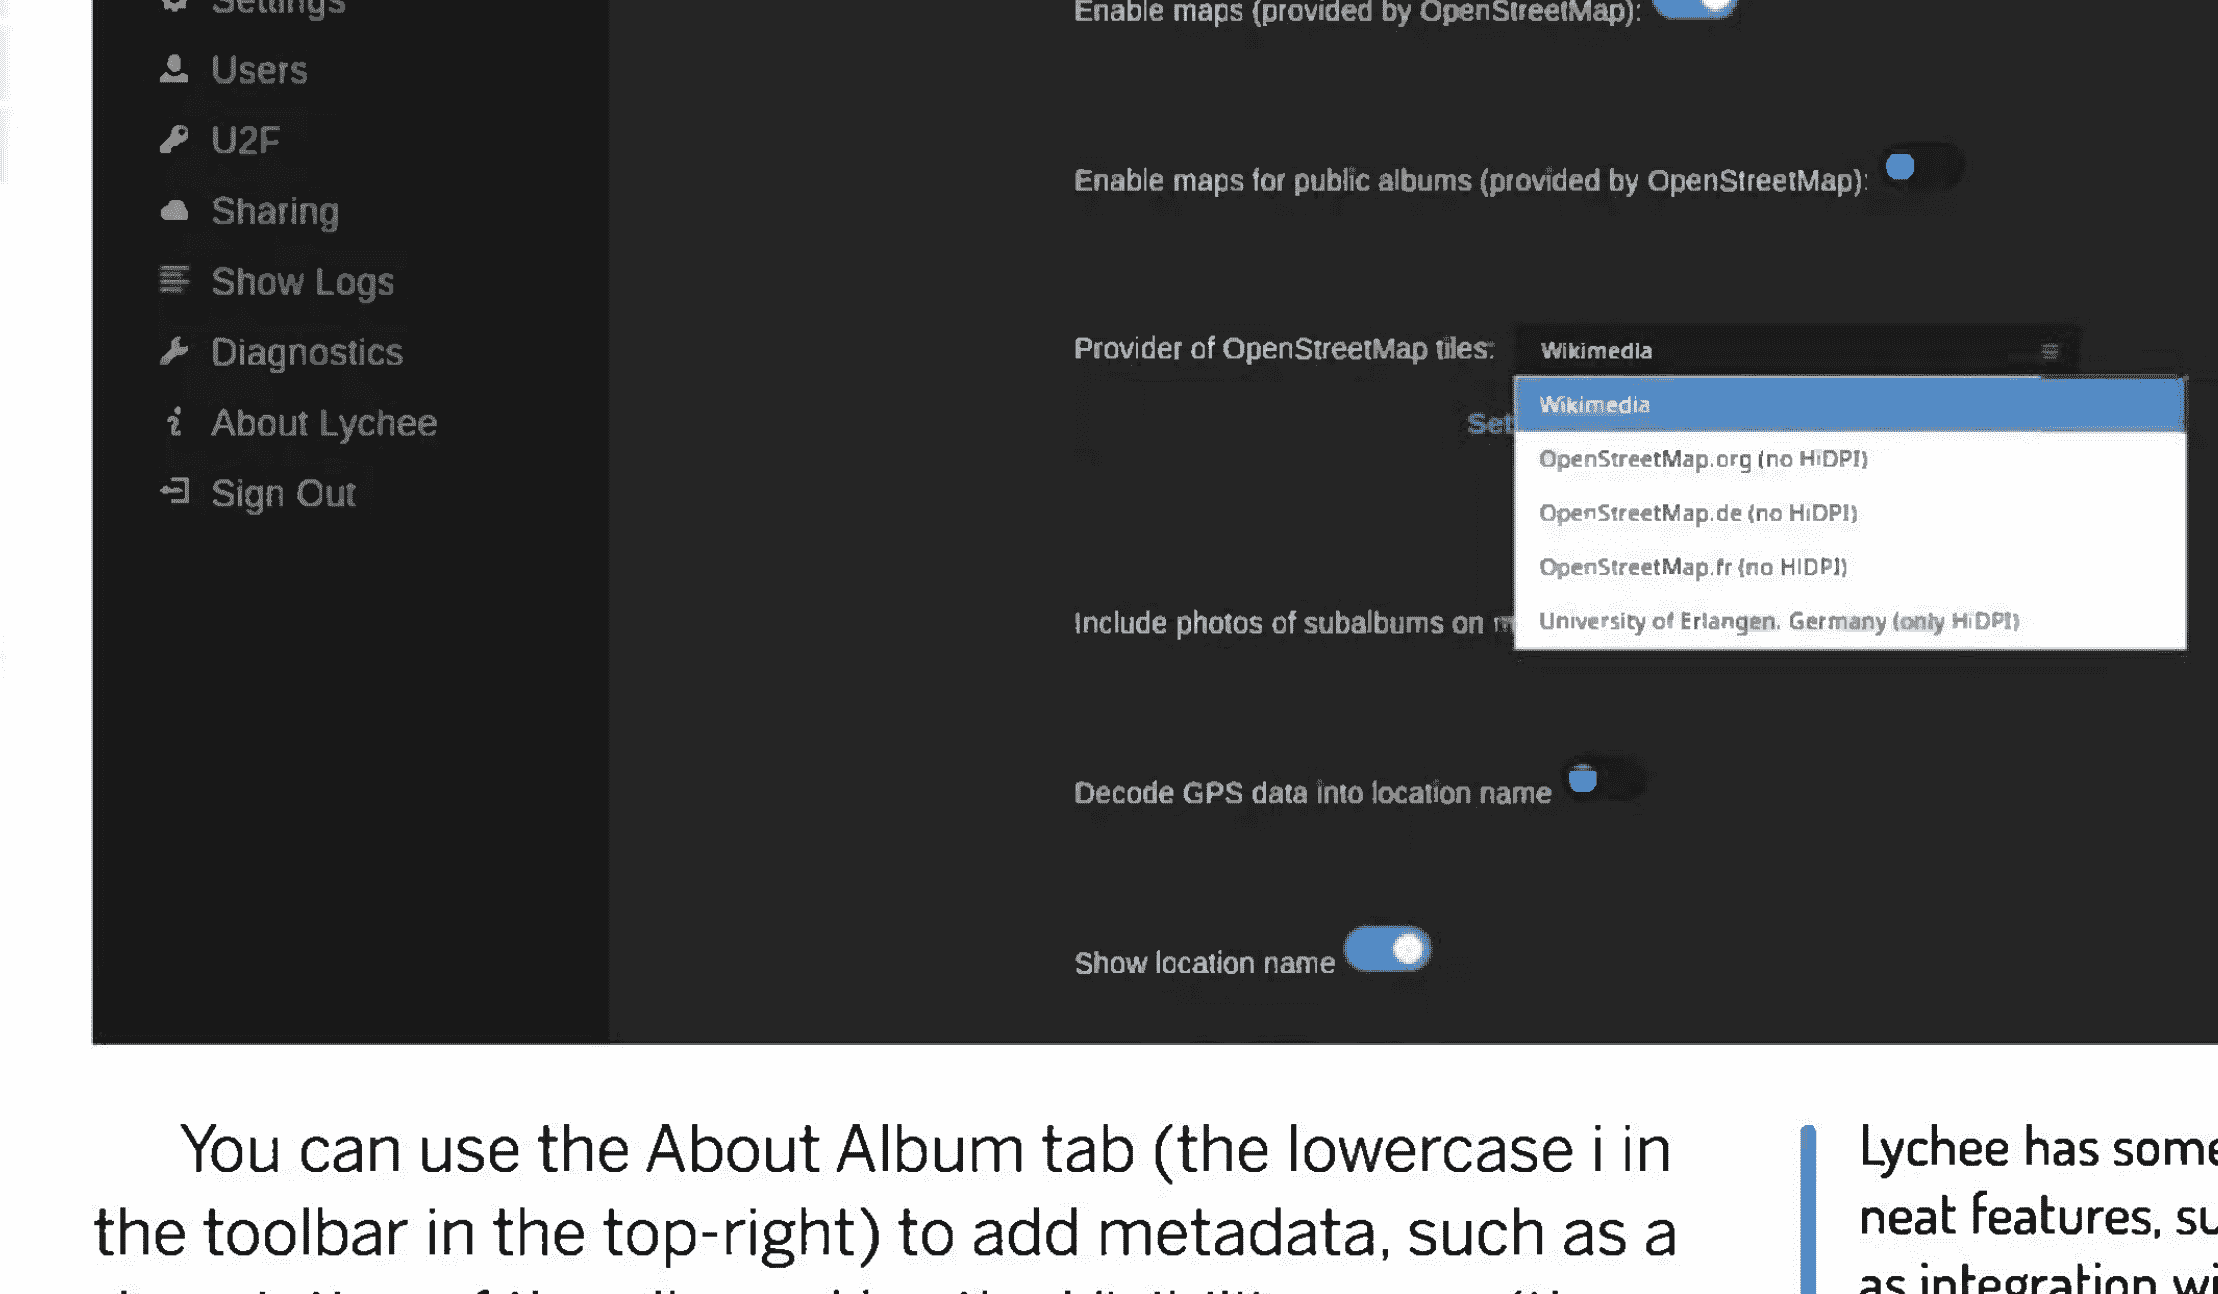 Settings
Users
U2F
Sharing
Show Logs
Diagnostics
About Lychee
Sign Out
Enable maps (provided by OpenStreetMap):
Enable maps for public albums (provided by OpenStreetMap):
Provider of OpenStreetMap tiles:
Wikimedia
Wikimedia
Set
OpenStreetMap.org (no HiDPI)
OpenStreetMap.de (no HiDPI)
OpenStreetMap.fr (no HiDPI)
University of Erlangen, Germany (only HiDPI)
Include photos of subalbums on
Decode GPS data into location name
Show location name
You can use the About Album tab (the lowercase i in
the toolbar in the top-right) to add metadata, such as a
Lychee has some
neat features, su
as integration wi